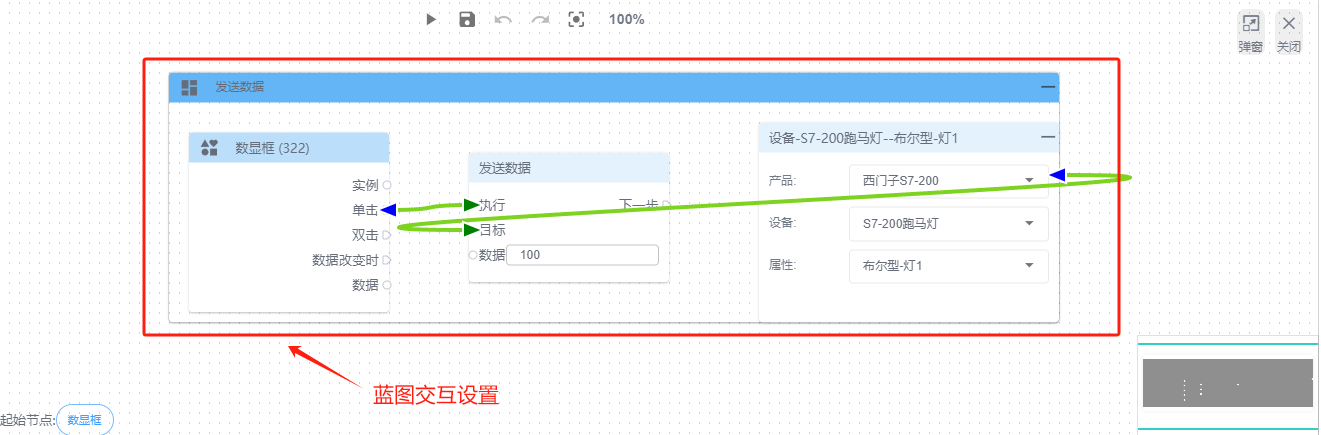 100%
弹窗 关闭
发送数据
数显框 (322)
实例
单击
双击
数据改变时
数据
发送数据
执行 下一步
目标
数据 100
设备-S7-200跑马灯--布尔型-灯1
产品: 西门子S7-200
设备: S7-200跑马灯
属性: 布尔型-灯1
蓝图交互设置
起始节点: 数显框